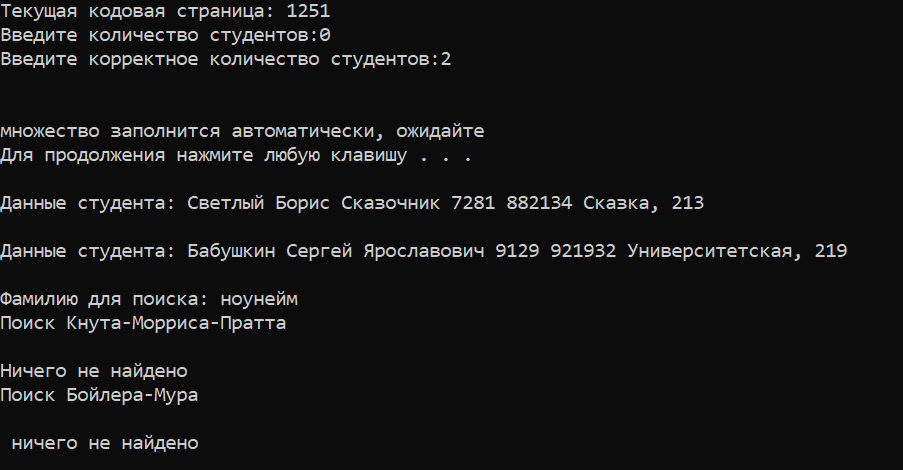 Текущая кодовая страница: 1251
Введите количество студентов:0
Введите корректное количество студентов:2
множество заполнится автоматически, ожидайте
Для продолжения нажмите любую клавишу . . .
Данные студента: Светлый Борис Сказочник 7281 882134 Сказка, 213
Данные студента: Бабушкин Сергей Ярославович 9129 921932 Университетская, 219
Фамилию для поиска: ноунейм
Поиск Кнута-Морриса-Пратта
Ничего не найдено
Поиск Бойлера-Мура
ничего не найдено